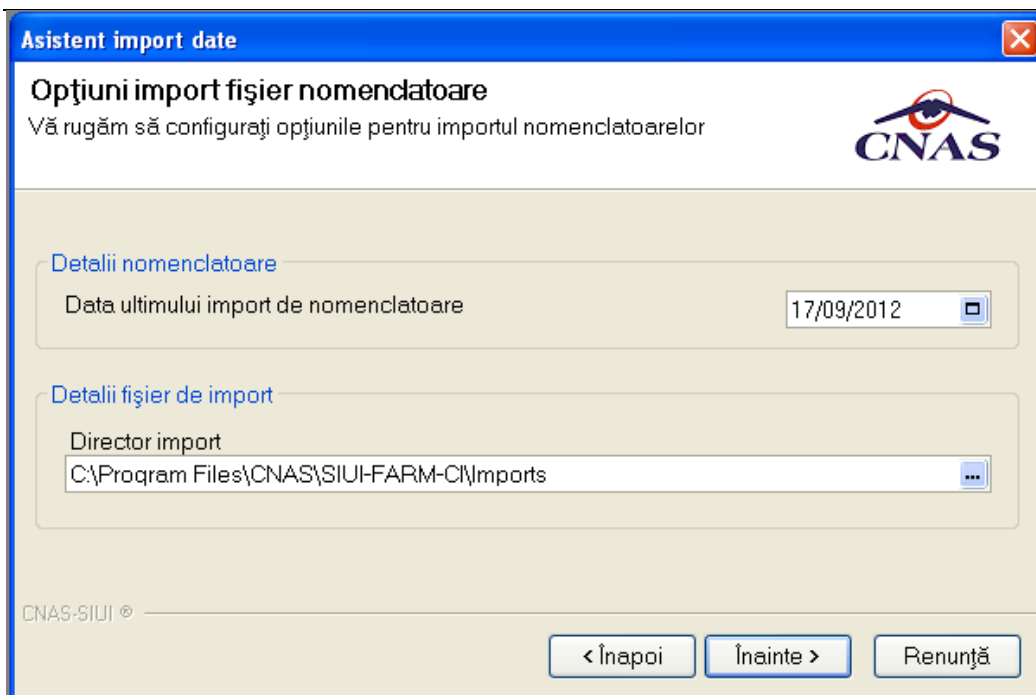 Asistent import date
Opţiuni import fişier nomenclatoare
Vă rugăm să configuraţi opţiunile pentru importul nomenclatoarelor
CNAS
Detalii nomenclatoare
Data ultimului import de nomenclatoare
17/09/2012
Detalii fişier de import
Director import
C:\Program Files\CNAS\SIUI-FARM-CI\Imports
...
CNAS-SIUI ®
< Înapoi
Înainte >
Renunţă